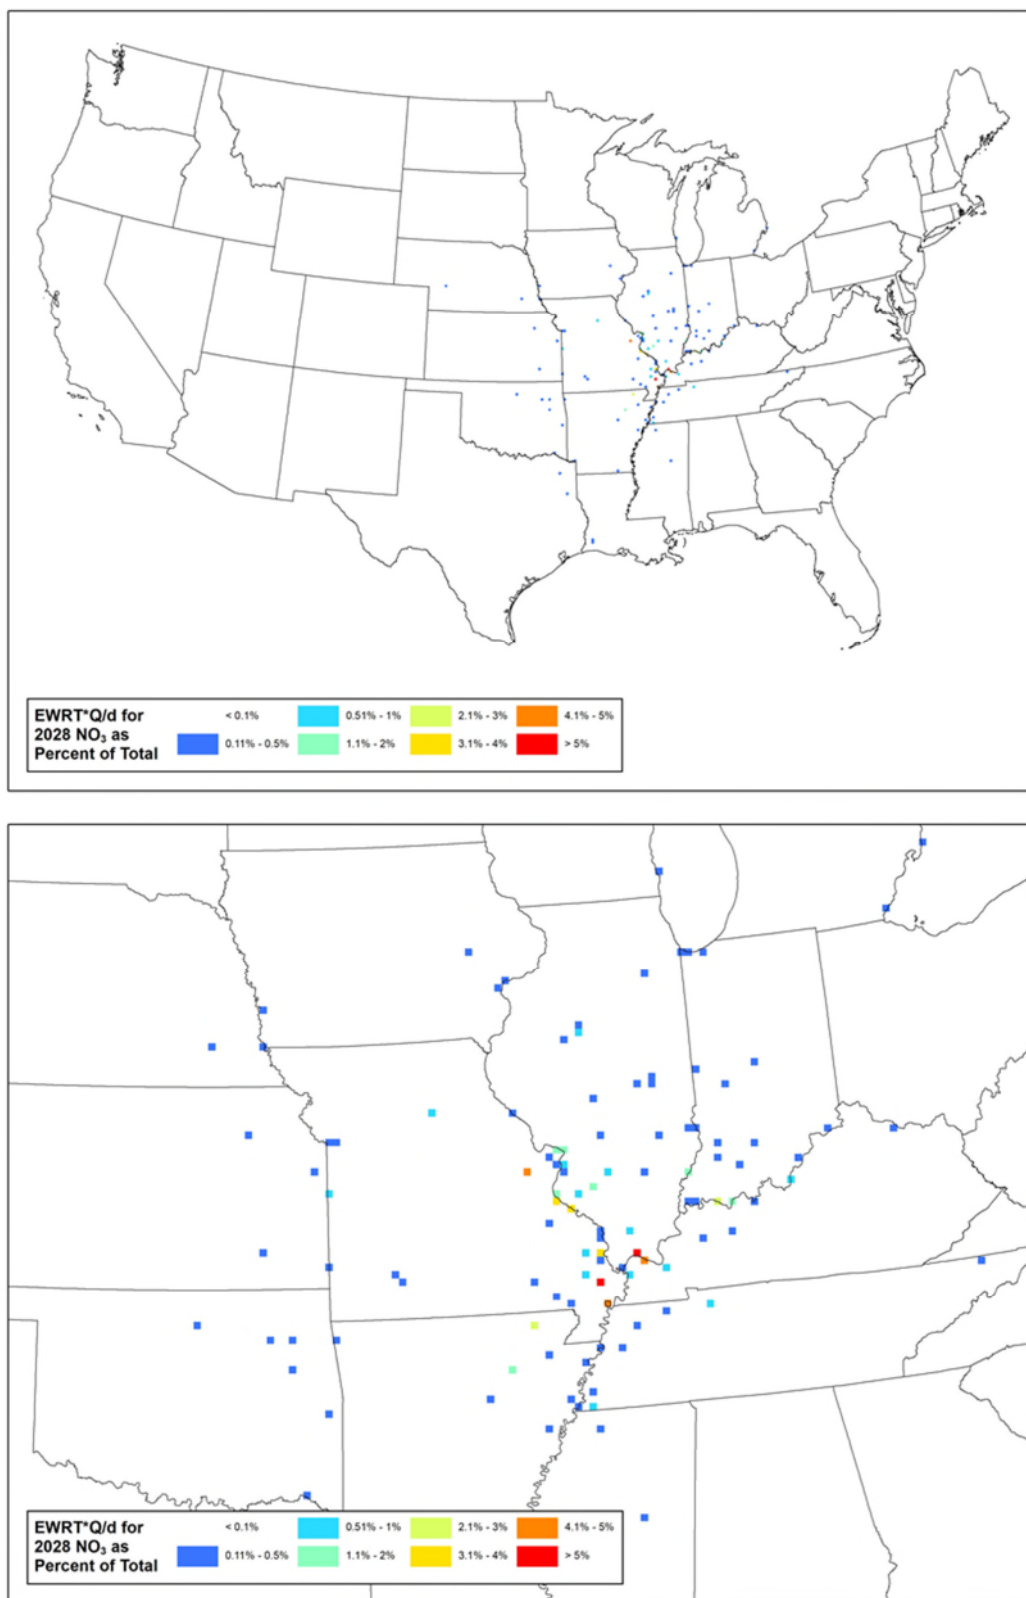 EWRT*Q/d for
2028 NO₃ as
Percent of Total
< 0.1%
0.51% - 1%
2.1% - 3%
4.1% - 5%
0.11% - 0.5%
1.1% - 2%
3.1% - 4%
> 5%
EWRT*Q/d for
2028 NO₃ as
Percent of Total
< 0.1%
0.51% - 1%
2.1% - 3%
4.1% - 5%
0.11% - 0.5%
1.1% - 2%
3.1% - 4%
> 5%